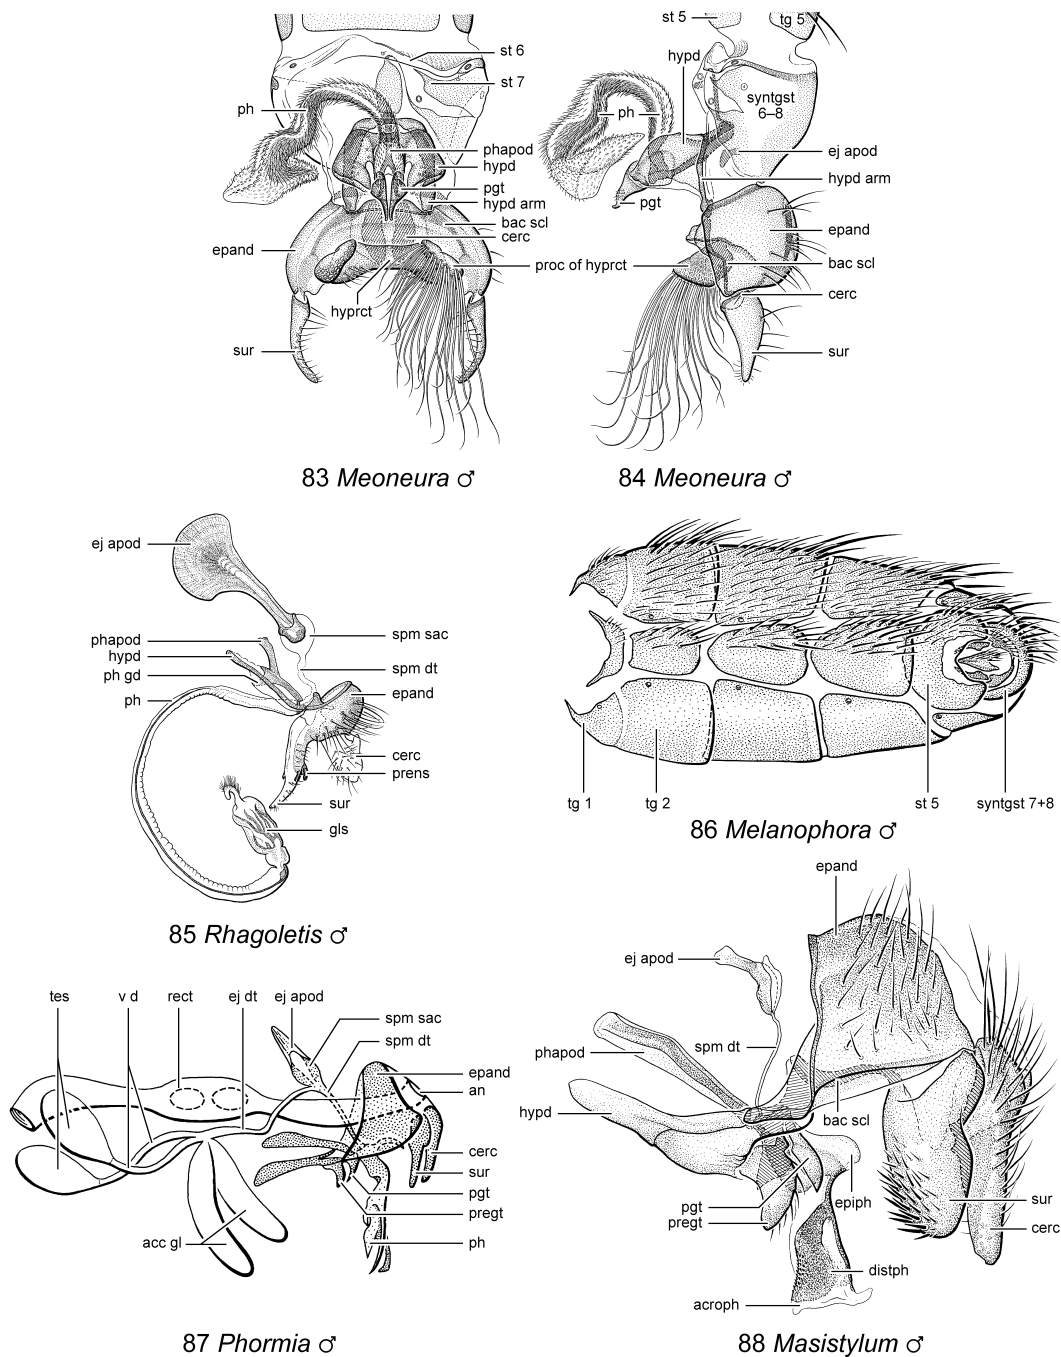 st 6
st 7
ph
phapod
hypd
pgt
hypd arm
bac scl
cerc
epand
proc of hyprct
hyprct
sur
83 Meoneura ♂
st 5
tg 5
hypd
syntgst
6–8
ph
ej apod
hypd arm
pgt
epand
bac scl
cerc
sur
84 Meoneura ♂
ej apod
spm sac
phapod
hypd
ph gd
ph
spm dt
epand
cerc
prens
sur
gls
85 Rhagoletis ♂
tg 1
tg 2
st 5
syntgst 7+8
86 Melanophora ♂
tes
v d
rect
ej dt
ej apod
spm sac
spm dt
epand
an
cerc
sur
pgt
pregt
ph
acc gl
87 Phormia ♂
epand
ej apod
phapod
spm dt
hypd
bac scl
pgt
pregt
epiph
sur
cerc
distph
acroph
88 Masistylum ♂